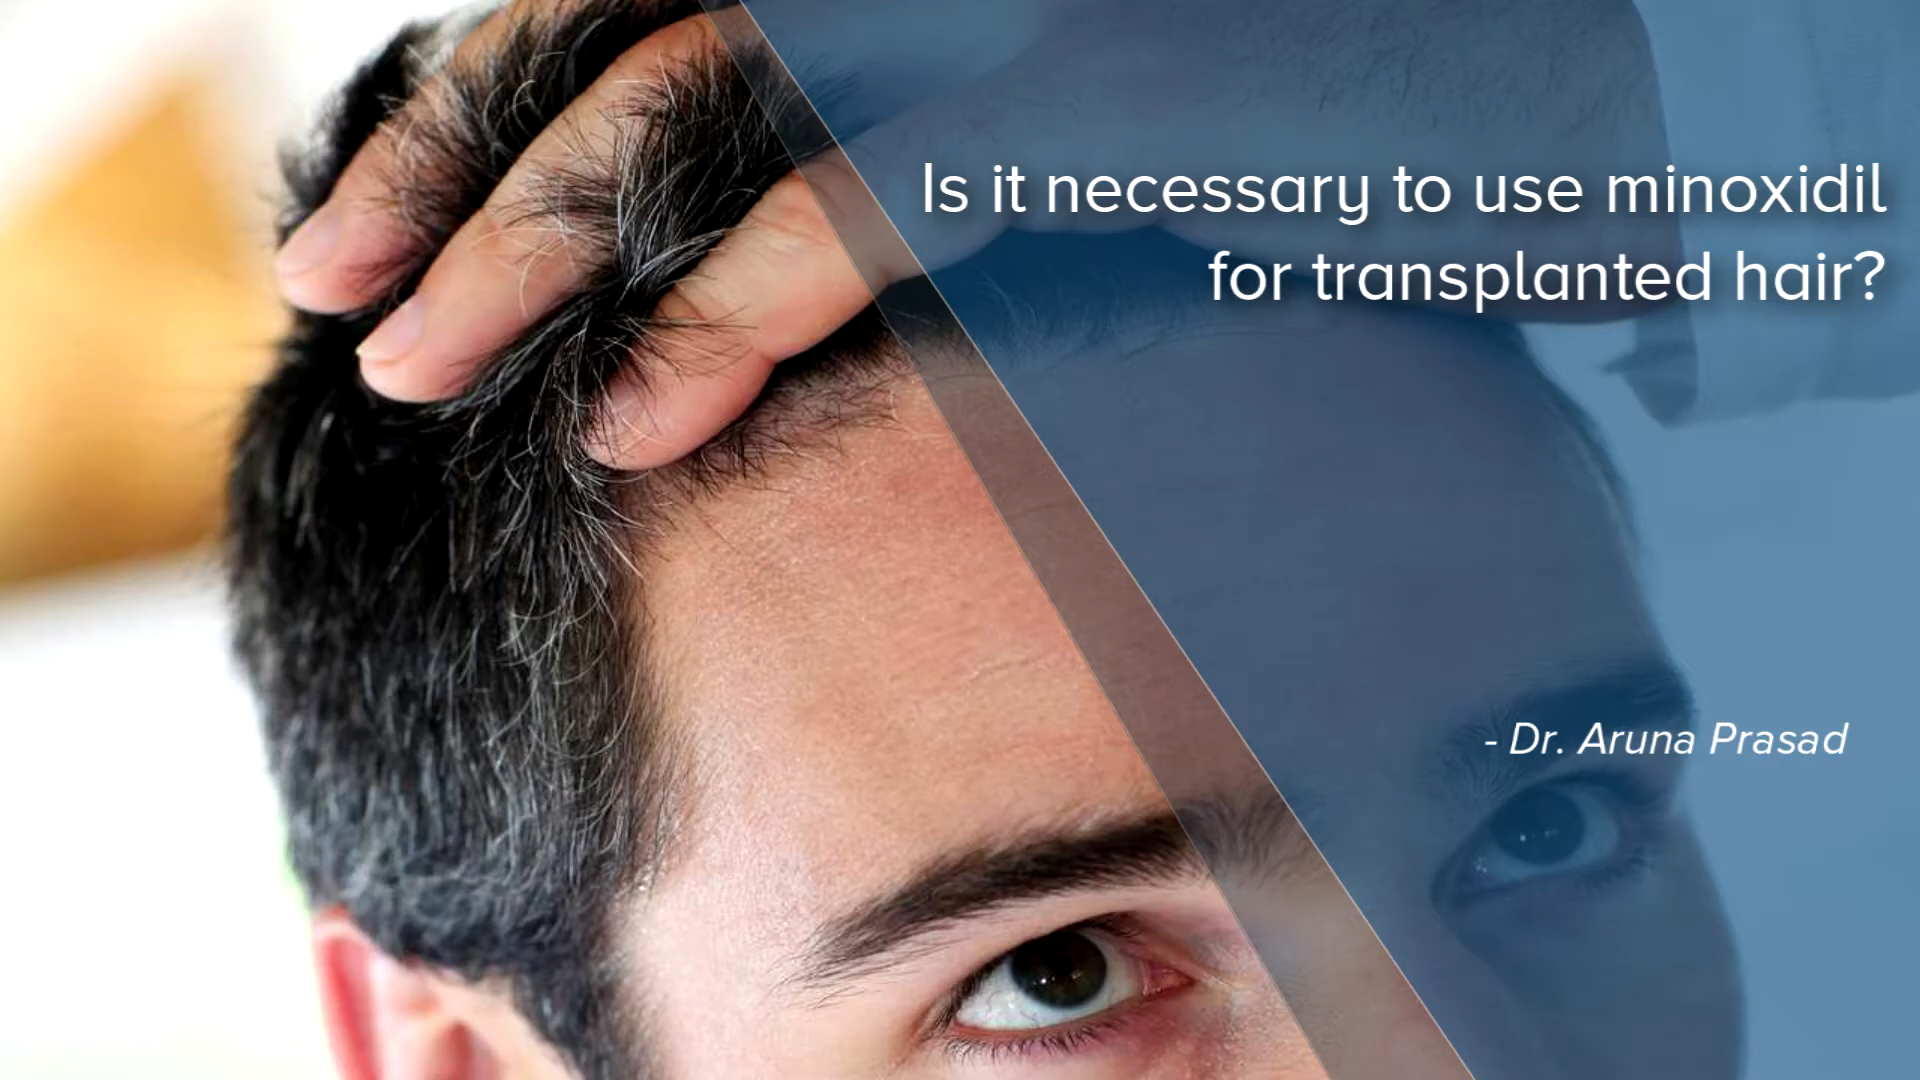 Is it necessary to use minoxidil
for transplanted hair?
- Dr. Aruna Prasad